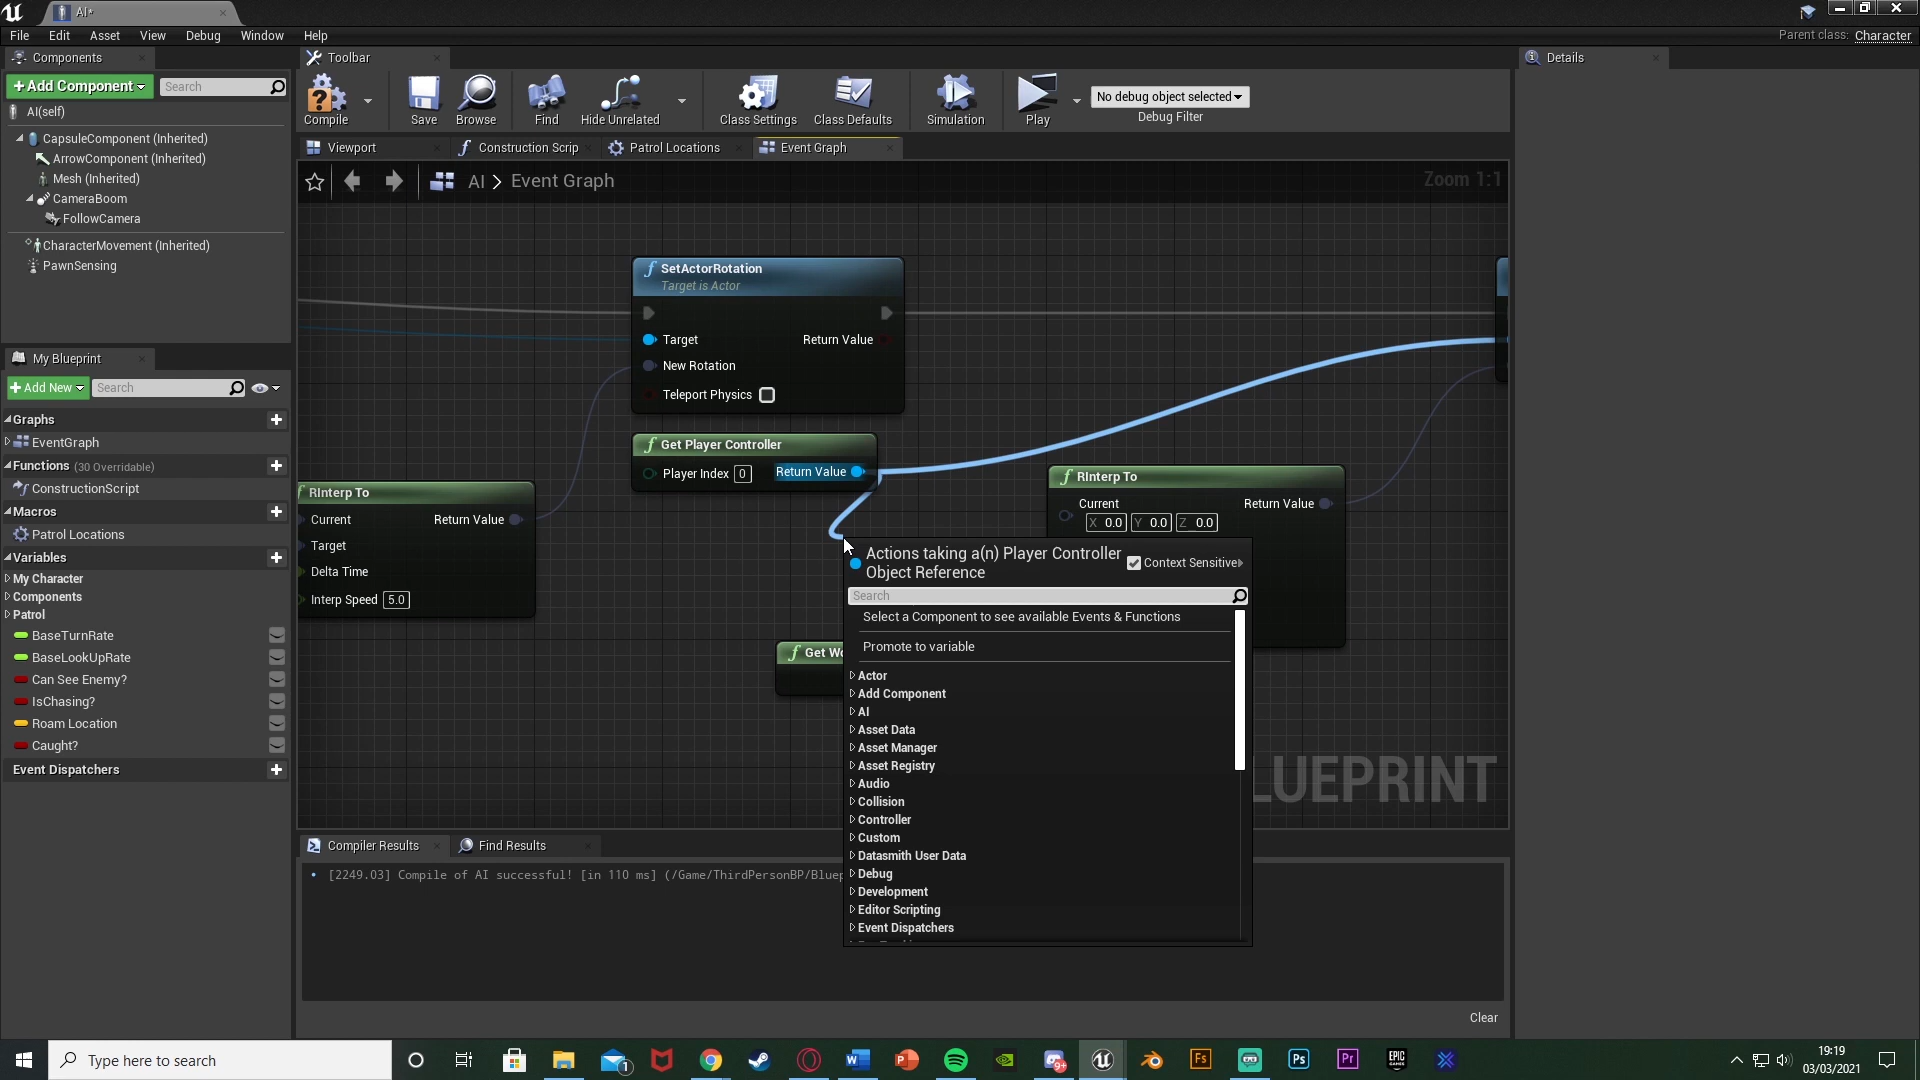 AI*
File Edit Asset View Debug Window Help
Parent class: Character
Components
+Add Component
Search
AI(self)
CapsuleComponent (Inherited)
ArrowComponent (Inherited)
Mesh (Inherited)
CameraBoom
FollowCamera
CharacterMovement (Inherited)
PawnSensing
My Blueprint
+Add New
Search
Graphs
EventGraph
Functions (30 Overridable)
ConstructionScript
Macros
Patrol Locations
Variables
My Character
Components
Patrol
BaseTurnRate
BaseLookUpRate
Can See Enemy?
IsChasing?
Roam Location
Caught?
Event Dispatchers
Toolbar
Compile Save Browse Find Hide Unrelated Class Settings Class Defaults Simulation Play
No debug object selected
Debug Filter
Viewport Construction Scrip Patrol Locations Event Graph
AI > Event Graph
Zoom 1:1
SetActorRotation
Target is Actor
Target Return Value
New Rotation
Teleport Physics
Get Player Controller
Player Index 0 Return Value
RInterp To
Current Return Value
Target
Delta Time
Interp Speed 5.0
RInterp To
Current Return Value
X 0.0 Y 0.0 Z 0.0
Get Wo
Actions taking a(n) Player Controller
Object Reference
Context Sensitive
Search
Select a Component to see available Events & Functions
Promote to variable
Actor
Add Component
AI
Asset Data
Asset Manager
Asset Registry
Audio
Collision
Controller
Custom
Datasmith User Data
Debug
Development
Editor Scripting
Event Dispatchers
LUEPRINT
Compiler Results Find Results
[2249.03] Compile of AI successful! [in 110 ms] (/Game/ThirdPersonBP/Bluep
Clear
Details
Type here to search
1
W
P
9+
Fs
Ps
Pr
EPIC
19:19
03/03/2021